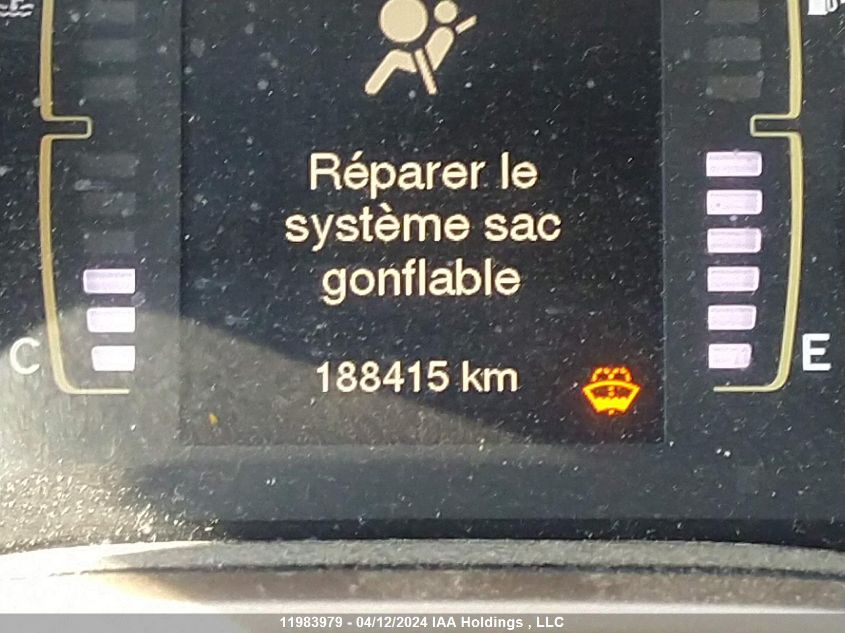 Réparer le
système sac
gonflable
188415 km
C
E
11983979 - 04/12/2024 IAA Holdings , LLC